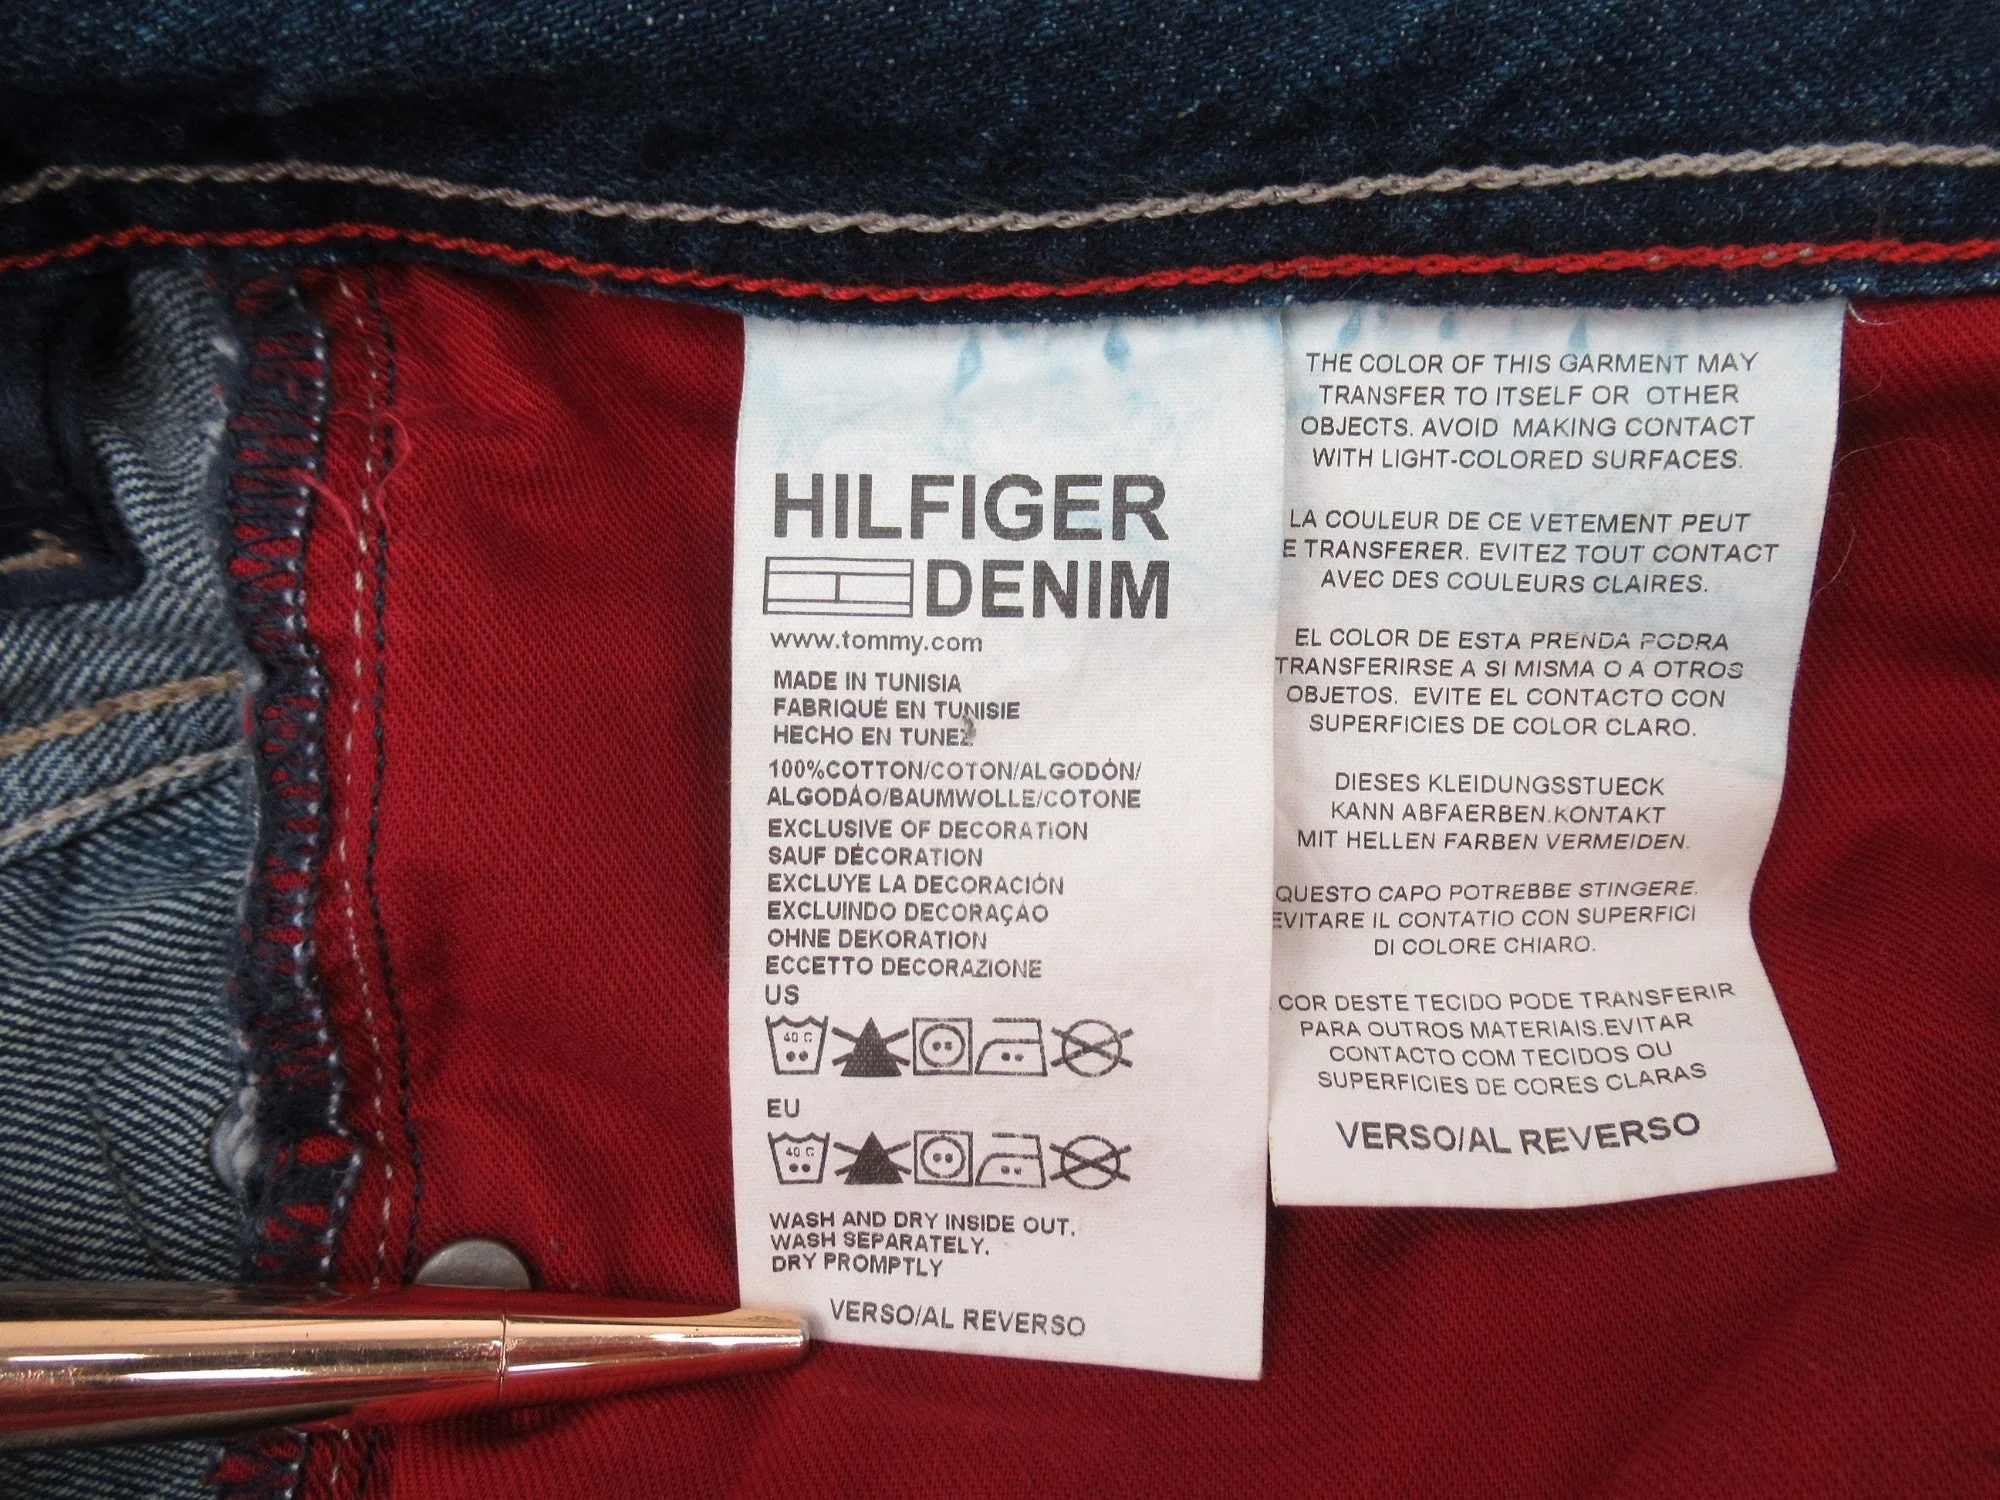 HILFIGER
DENIM
www.tommy.com
MADE IN TUNISIA
FABRIQUÉ EN TUNISIE
HECHO EN TUNEZ
100%COTTON/COTON/ALGODÓN/
ALGODÁO/BAUMWOLLE/COTONE
EXCLUSIVE OF DECORATION
SAUF DÉCORATION
EXCLUYE LA DECORACIÓN
EXCLUINDO DECORAÇAO
OHNE DEKORATION
ECCETTO DECORAZIONE
US
40 C
EU
40 C
WASH AND DRY INSIDE OUT.
WASH SEPARATELY.
DRY PROMPTLY
VERSO/AL REVERSO
THE COLOR OF THIS GARMENT MAY
TRANSFER TO ITSELF OR OTHER
OBJECTS. AVOID MAKING CONTACT
WITH LIGHT-COLORED SURFACES.
LA COULEUR DE CE VETEMENT PEUT
E TRANSFERER. EVITEZ TOUT CONTACT
AVEC DES COULEURS CLAIRES.
EL COLOR DE ESTA PRENDA PODRA
TRANSFERIRSE A SI MISMA O A OTROS
OBJETOS. EVITE EL CONTACTO CON
SUPERFICIES DE COLOR CLARO.
DIESES KLEIDUNGSSTUECK
KANN ABFAERBEN.KONTAKT
MIT HELLEN FARBEN VERMEIDEN.
QUESTO CAPO POTREBBE STINGERE.
EVITARE IL CONTATIO CON SUPERFICI
DI COLORE CHIARO.
COR DESTE TECIDO PODE TRANSFERIR
PARA OUTROS MATERIAIS.EVITAR
CONTACTO COM TECIDOS OU
SUPERFICIES DE CORES CLARAS
VERSO/AL REVERSO